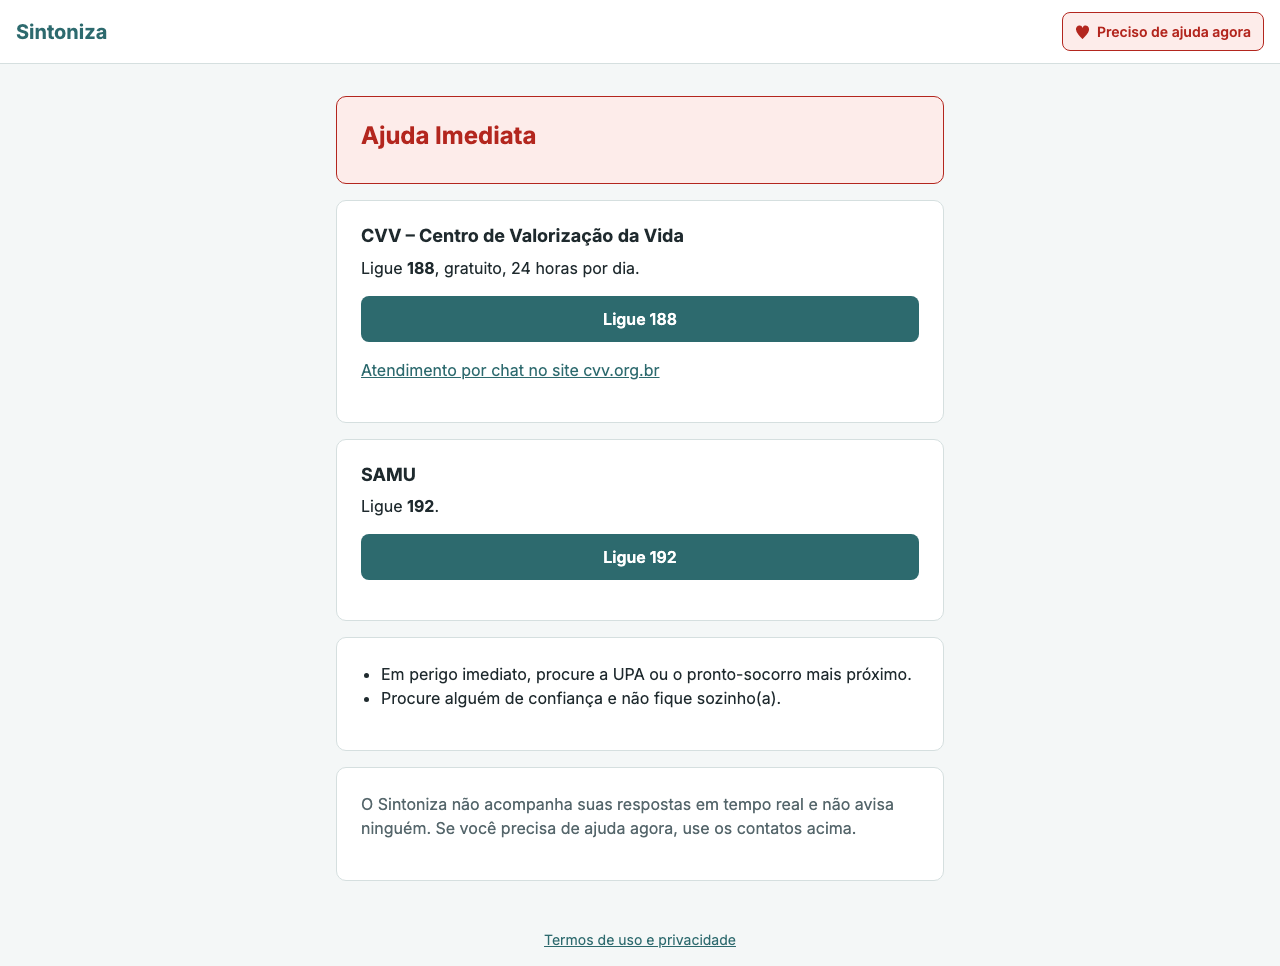 Sintoniza
Preciso de ajuda agora
Ajuda Imediata
CVV – Centro de Valorização da Vida
Ligue 188, gratuito, 24 horas por dia.
Ligue 188
Atendimento por chat no site cvv.org.br
SAMU
Ligue 192.
Ligue 192
Em perigo imediato, procure a UPA ou o pronto-socorro mais próximo.
Procure alguém de confiança e não fique sozinho(a).
O Sintoniza não acompanha suas respostas em tempo real e não avisa
ninguém. Se você precisa de ajuda agora, use os contatos acima.
Termos de uso e privacidade